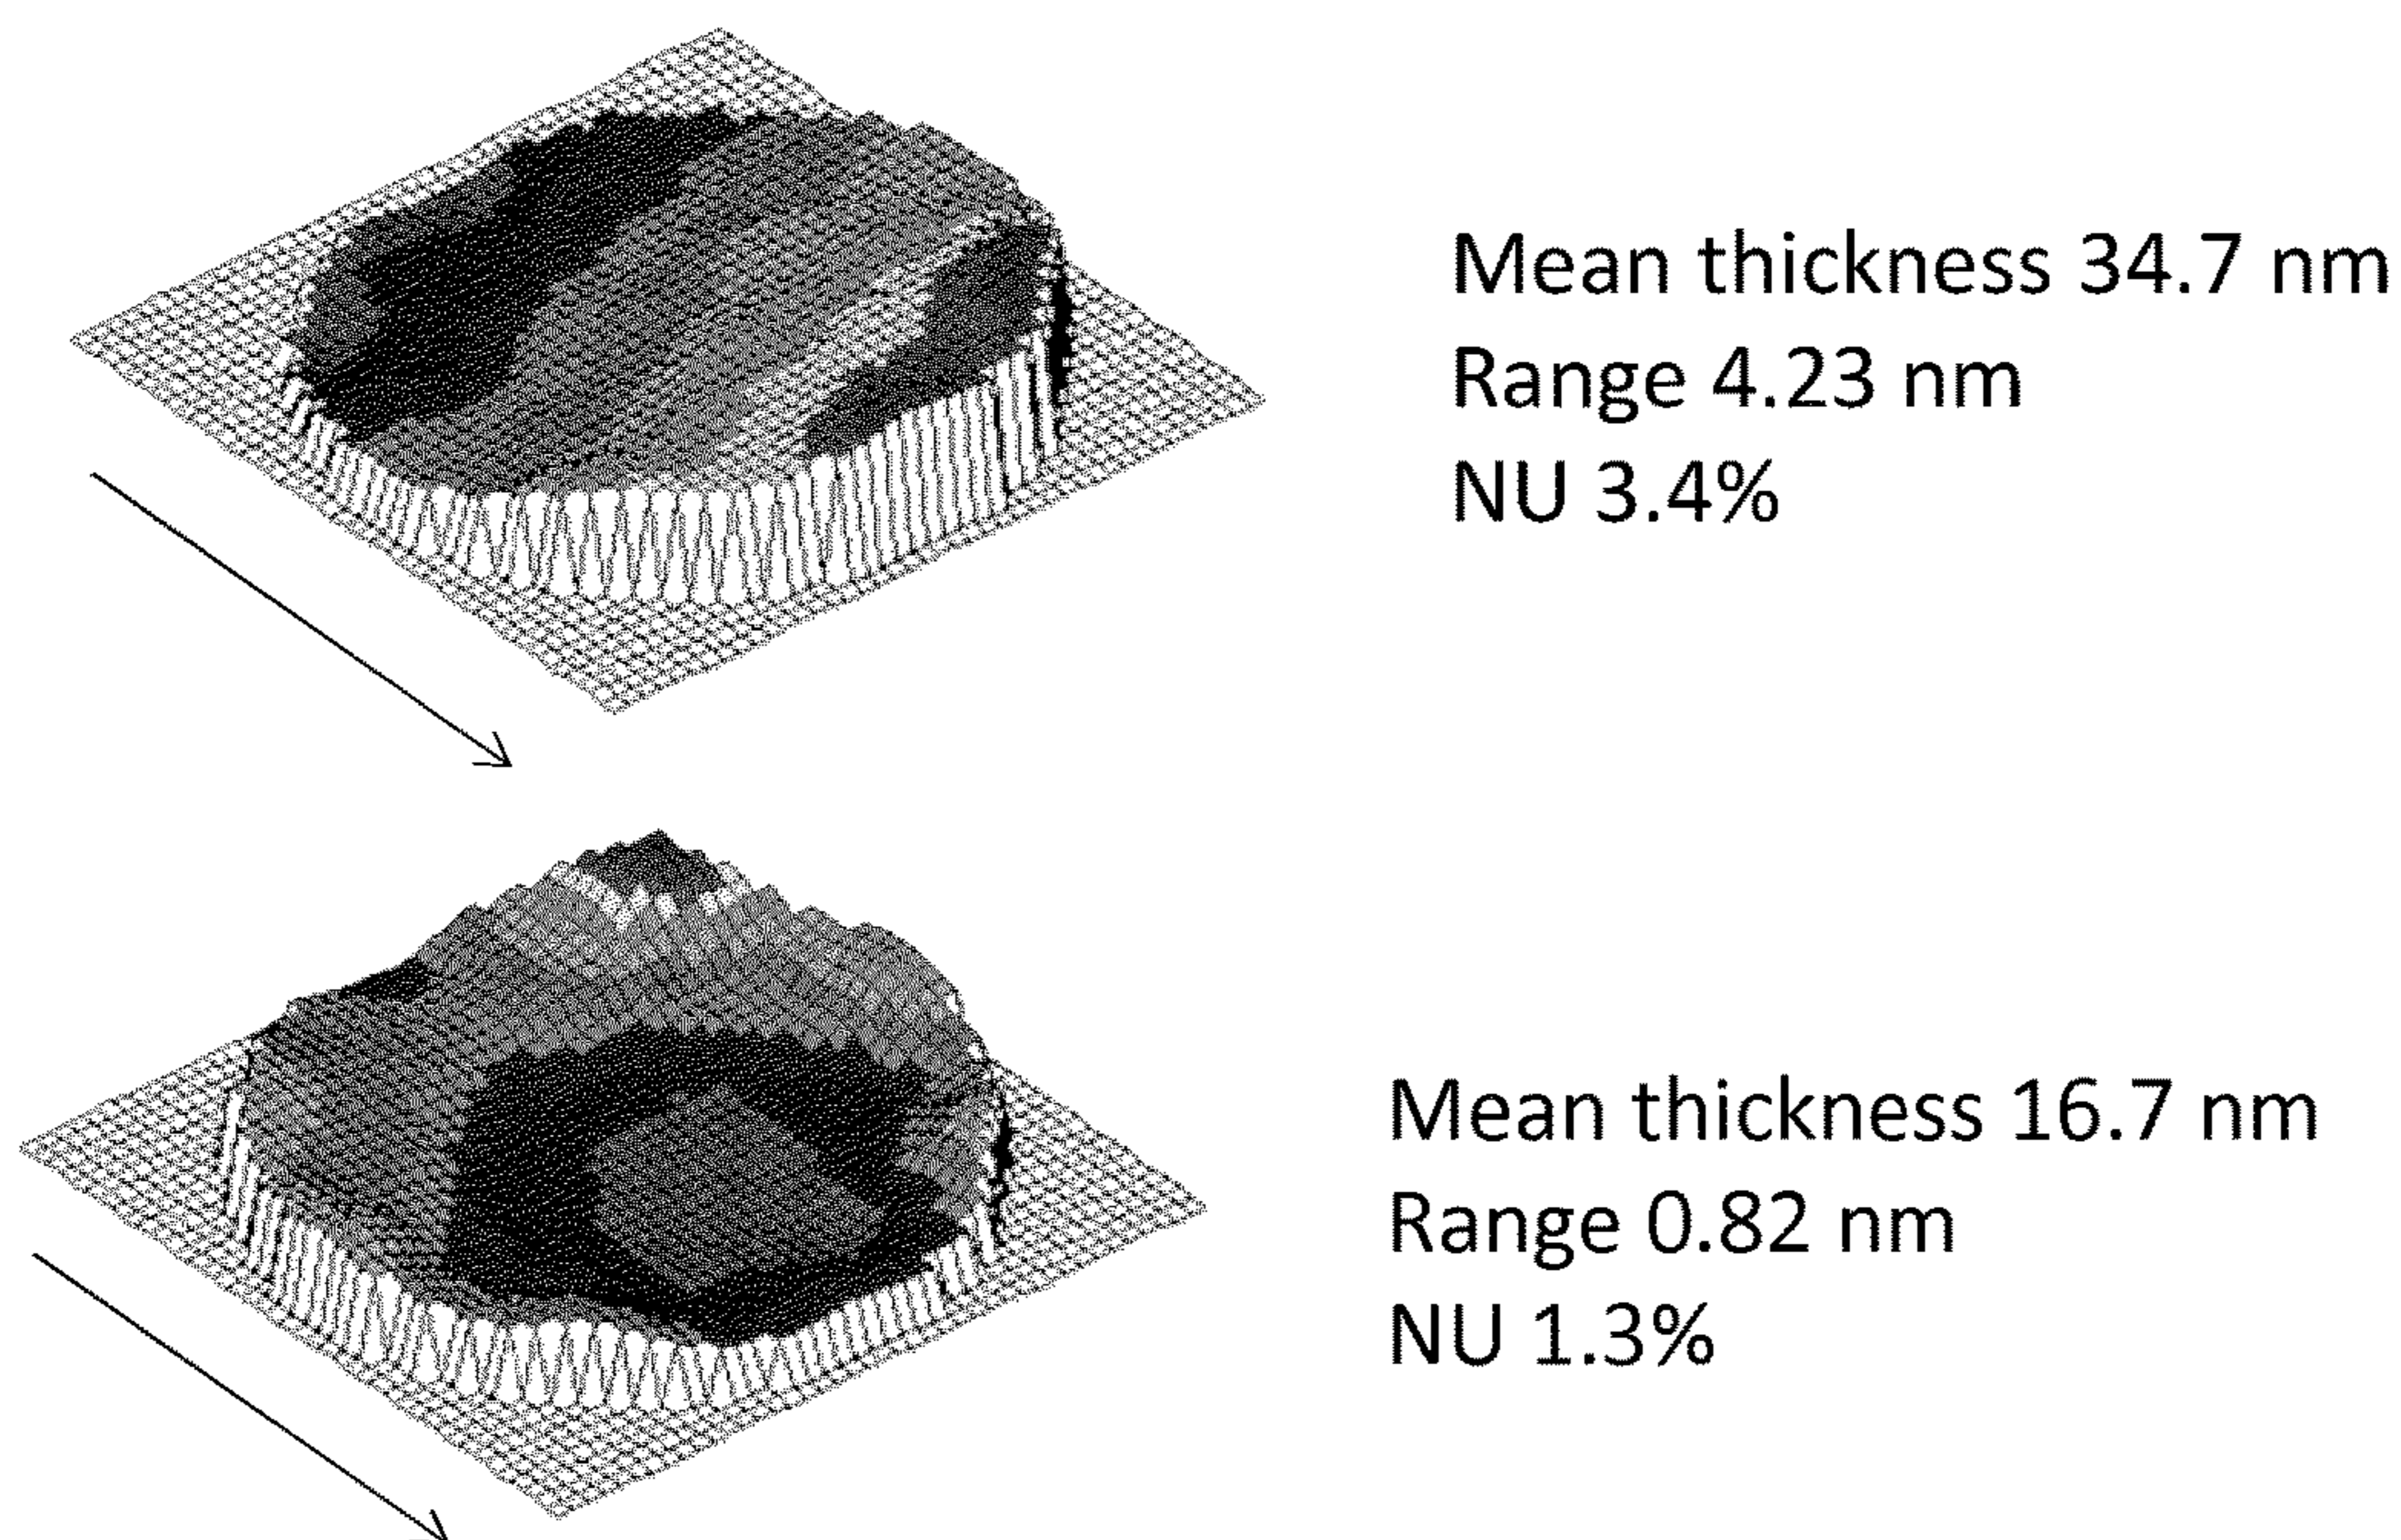 Mean thickness 34.7 nm
Range 4.23 nm
NU 3.4%
Mean thickness 16.7 nm
Range 0.82 nm
NU 1.3%